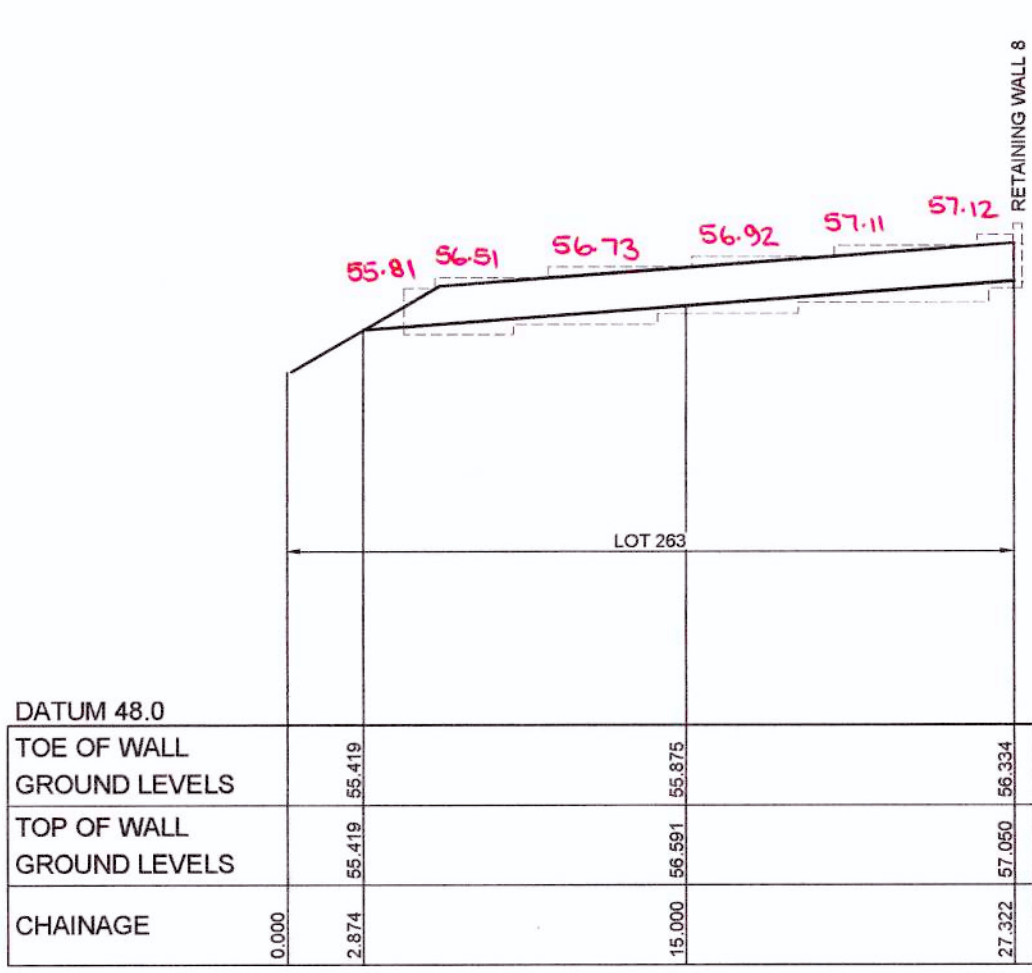 RETAINING WALL 8
55.81 56.51 56.73 56.92 57.11 57.12
LOT 263
DATUM 48.0
TOE OF WALL
GROUND LEVELS
55.419 55.875 56.334
TOP OF WALL
GROUND LEVELS
55.419 56.591 57.050
CHAINAGE
0.000 2.874 15.000 27.322